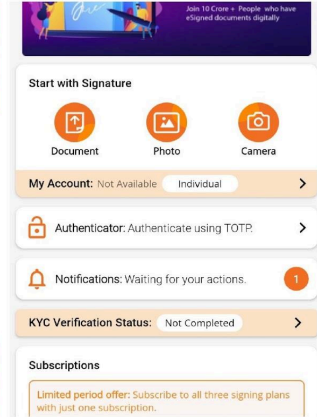 Join 10 Crore + People who have
eSigned documents digitally
Start with Signature
Document Photo Camera
My Account: Not Available Individual
Authenticator: Authenticate using TOTP.
Notifications: Waiting for your actions. 1
KYC Verification Status: Not Completed
Subscriptions
Limited period offer: Subscribe to all three signing plans
with just one subscription.